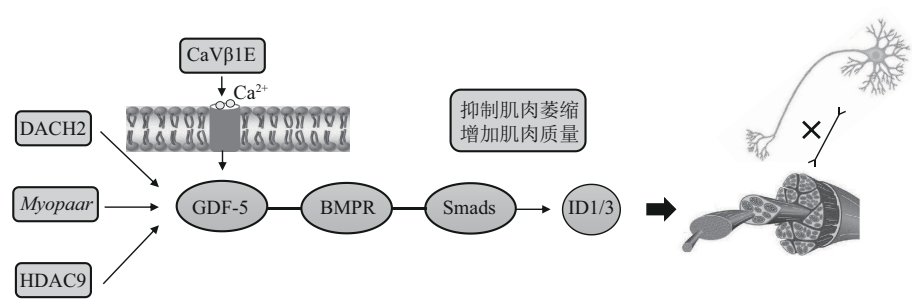 CaVβ1E
Ca²⁺
抑制肌肉萎缩
增加肌肉质量
DACH2
Myopaar
HDAC9
GDF-5
BMPR
Smads
ID1/3